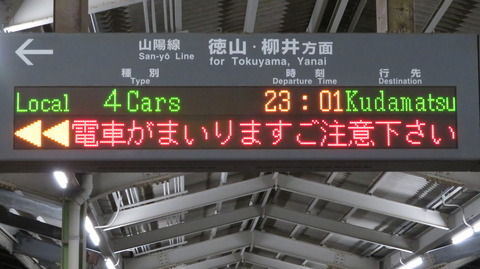 ← 山陽線 徳山・柳井方面
San-yō Line for Tokuyama, Yanai
種別 時刻 行先
Type Departure Time Destination
Local 4Cars 23:01 Kudamatsu
◀◀電車がまいりますご注意下さい